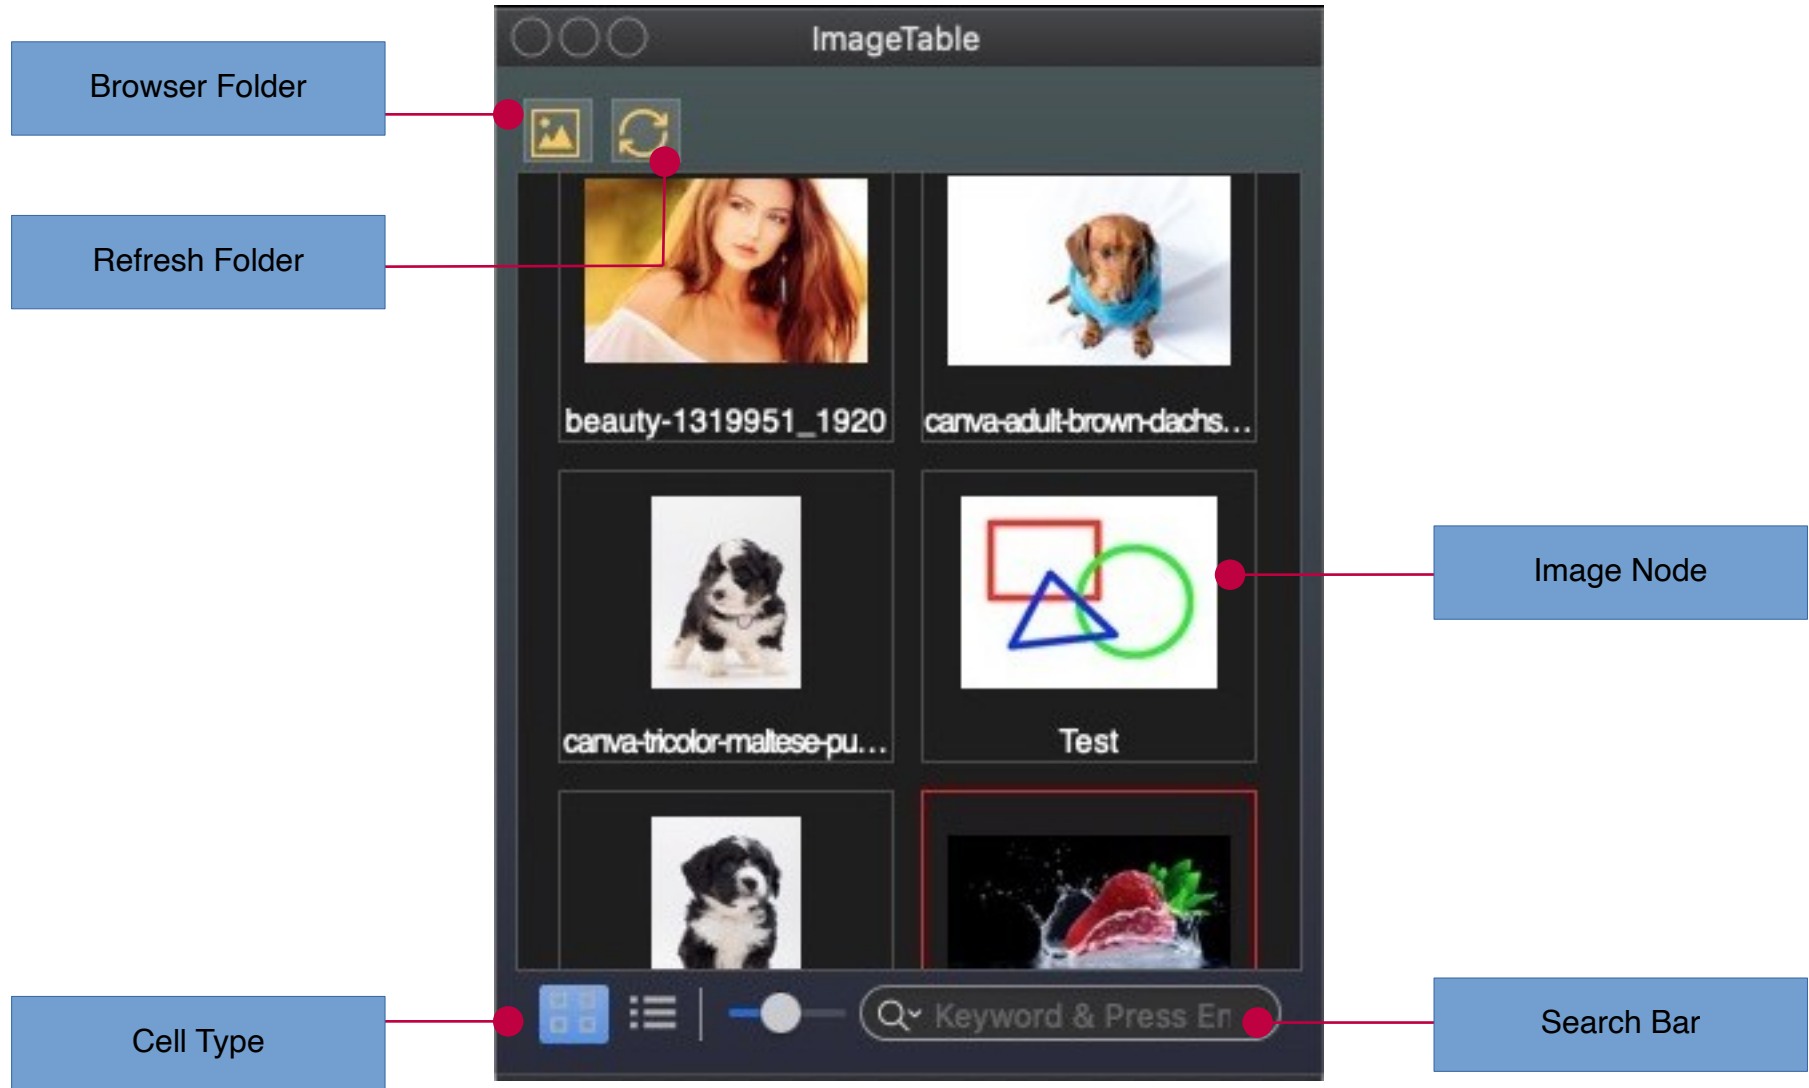 ImageTable
Browser Folder
Refresh Folder
beauty-1319951_1920
canva-adult-brown-dachs...
Image Node
canva-tricolor-maltese-pu...
Test
Cell Type
Keyword & Press En
Search Bar